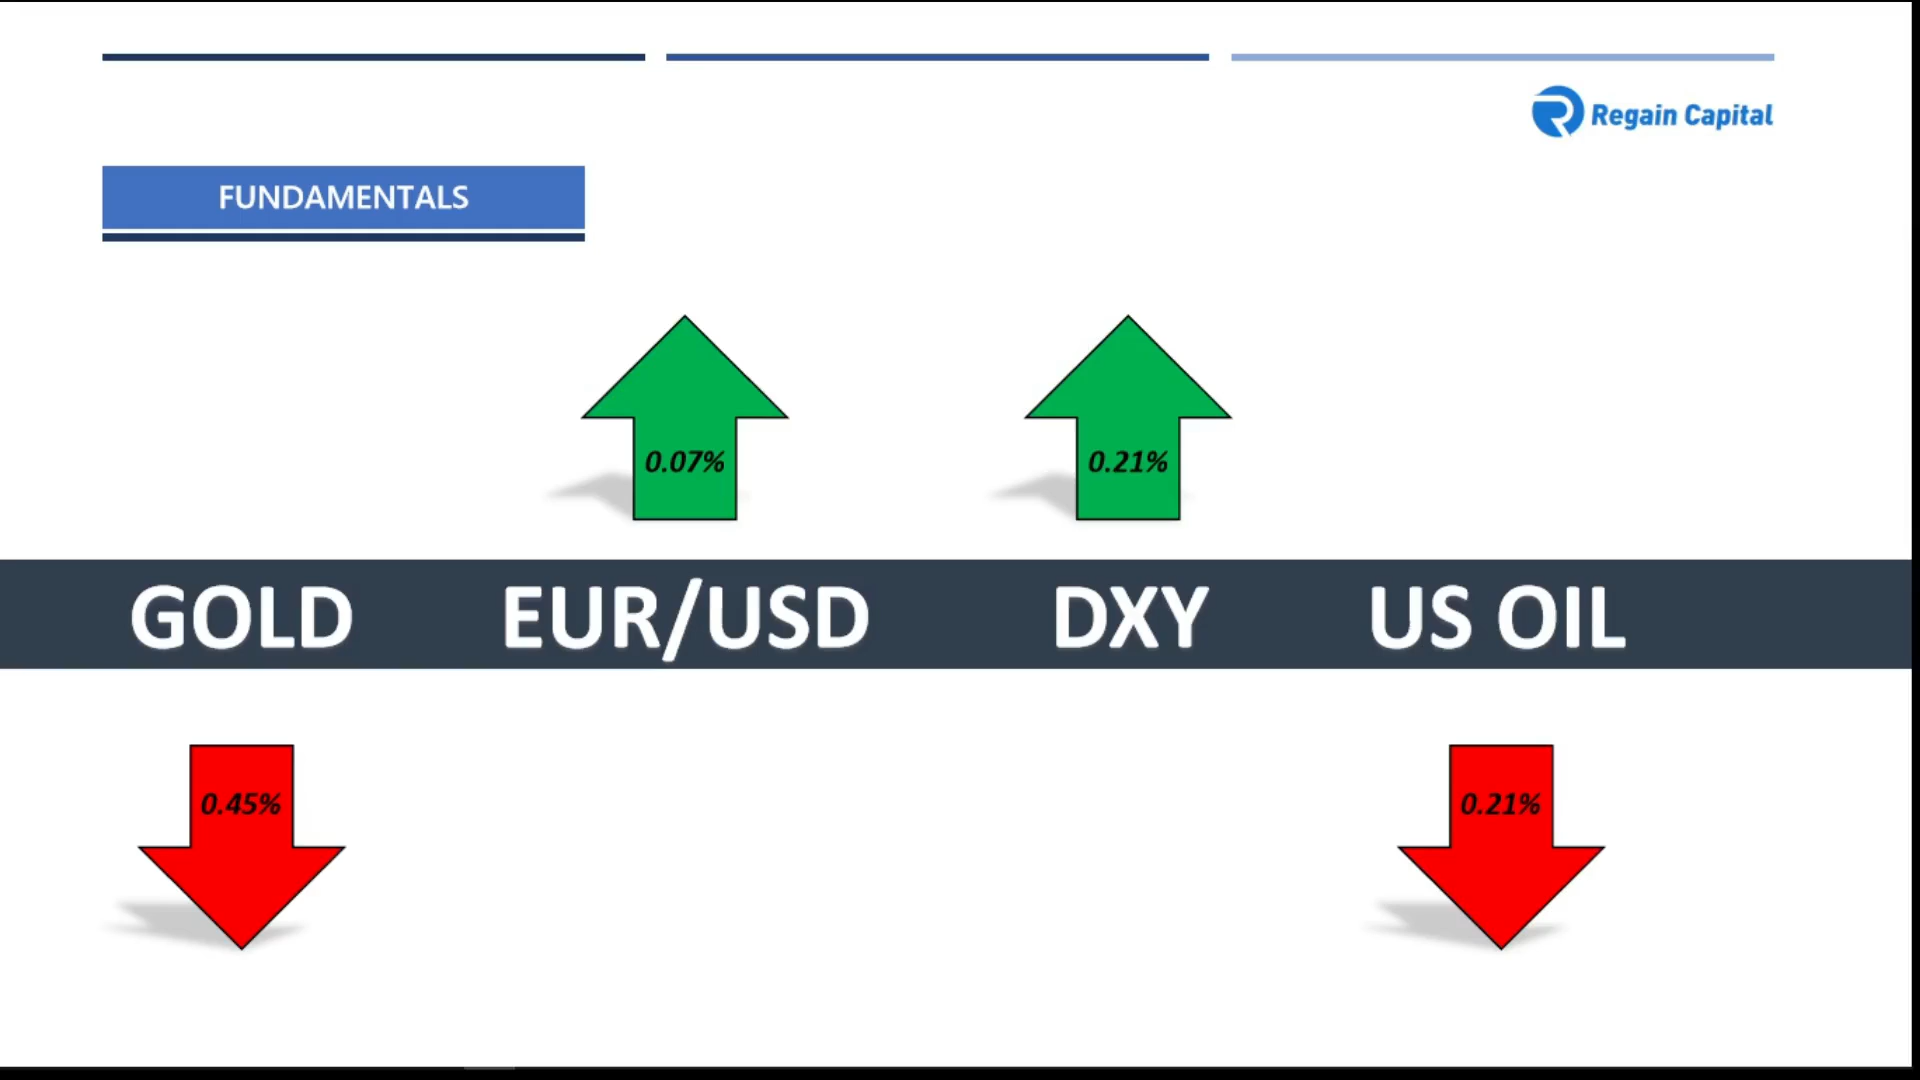 Regain Capital
FUNDAMENTALS
0.07% 0.21%
GOLD EUR/USD DXY US OIL
0.45% 0.21%